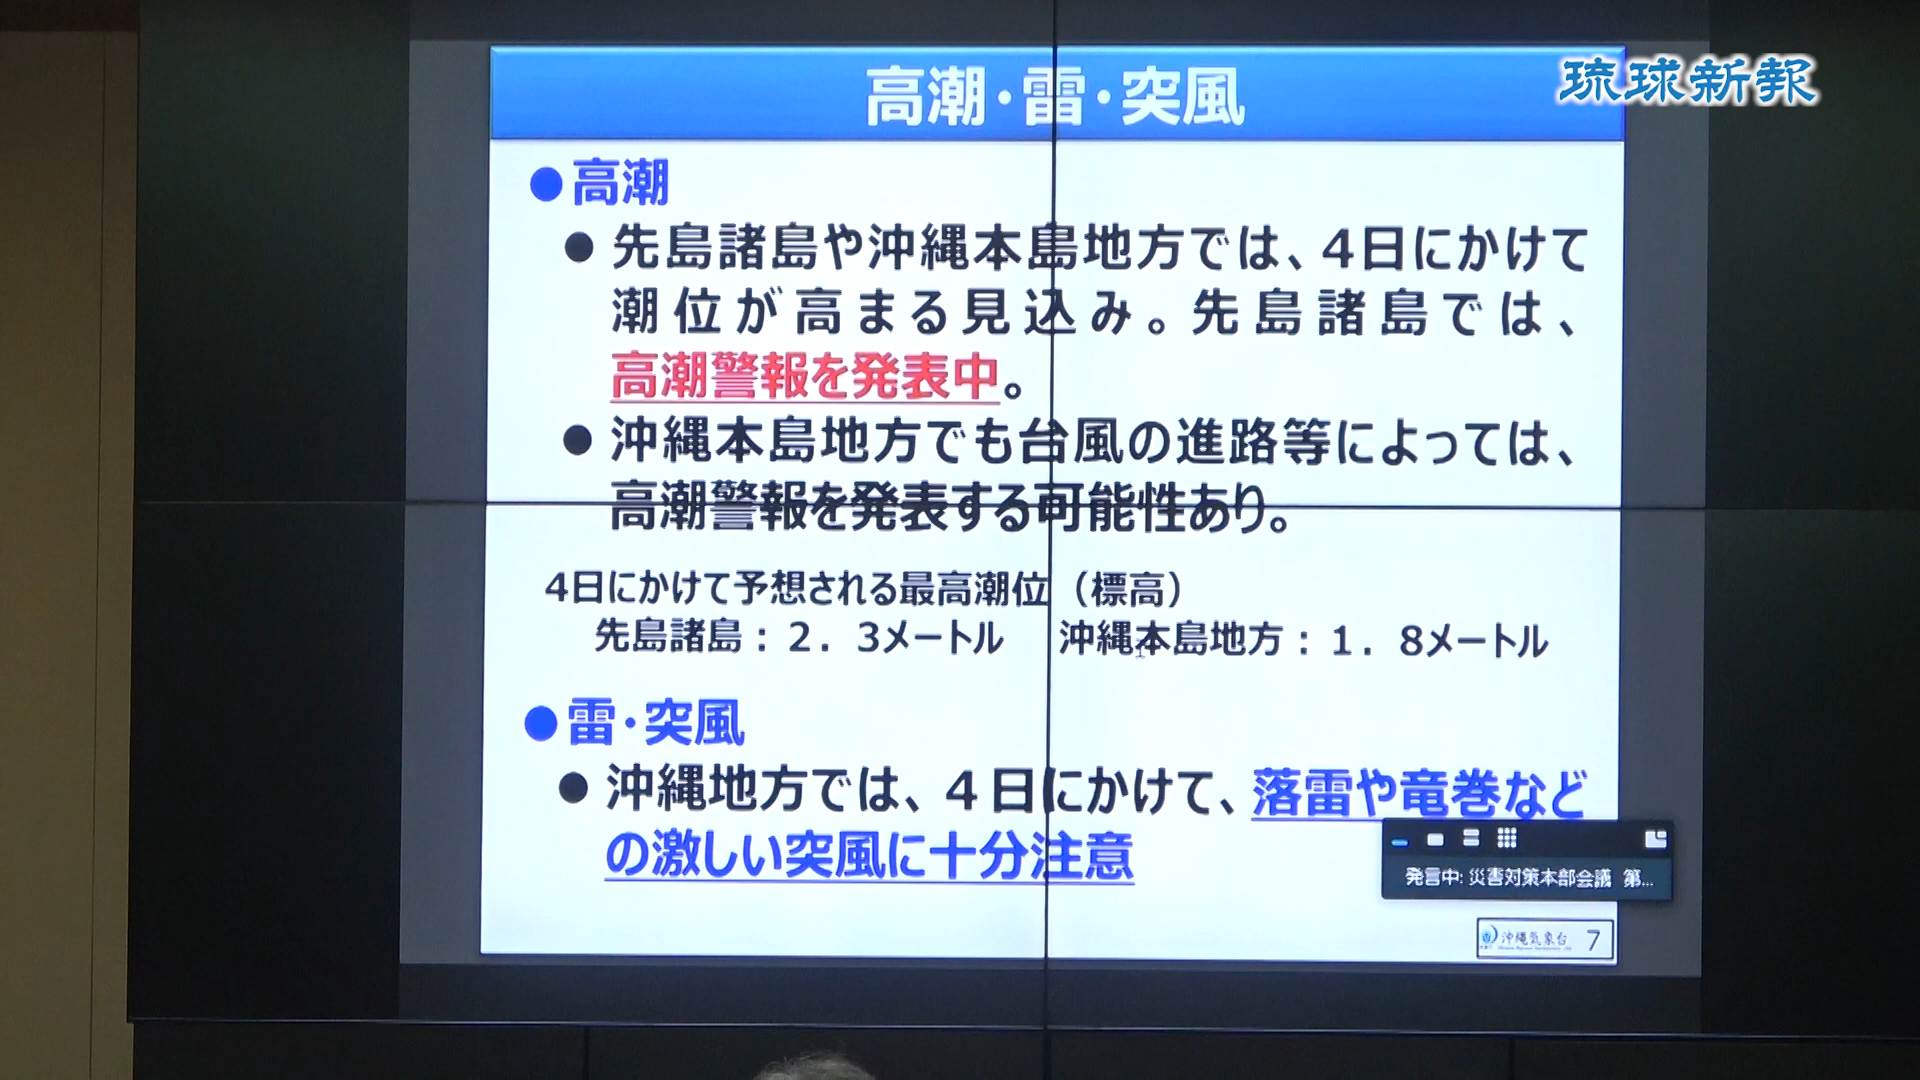 琉球新報
高潮・雷・突風
●高潮
●先島諸島や沖縄本島地方では、4日にかけて
潮位が高まる見込み。先島諸島では、
高潮警報を発表中。
●沖縄本島地方でも台風の進路等によっては、
高潮警報を発表する可能性あり。
4日にかけて予想される最高潮位（標高）
先島諸島：２．３メートル　沖縄本島地方：１．８メートル
●雷・突風
●沖縄地方では、４日にかけて、落雷や竜巻など
の激しい突風に十分注意
発言中: 災害対策本部会議 第...
沖縄気象台 7